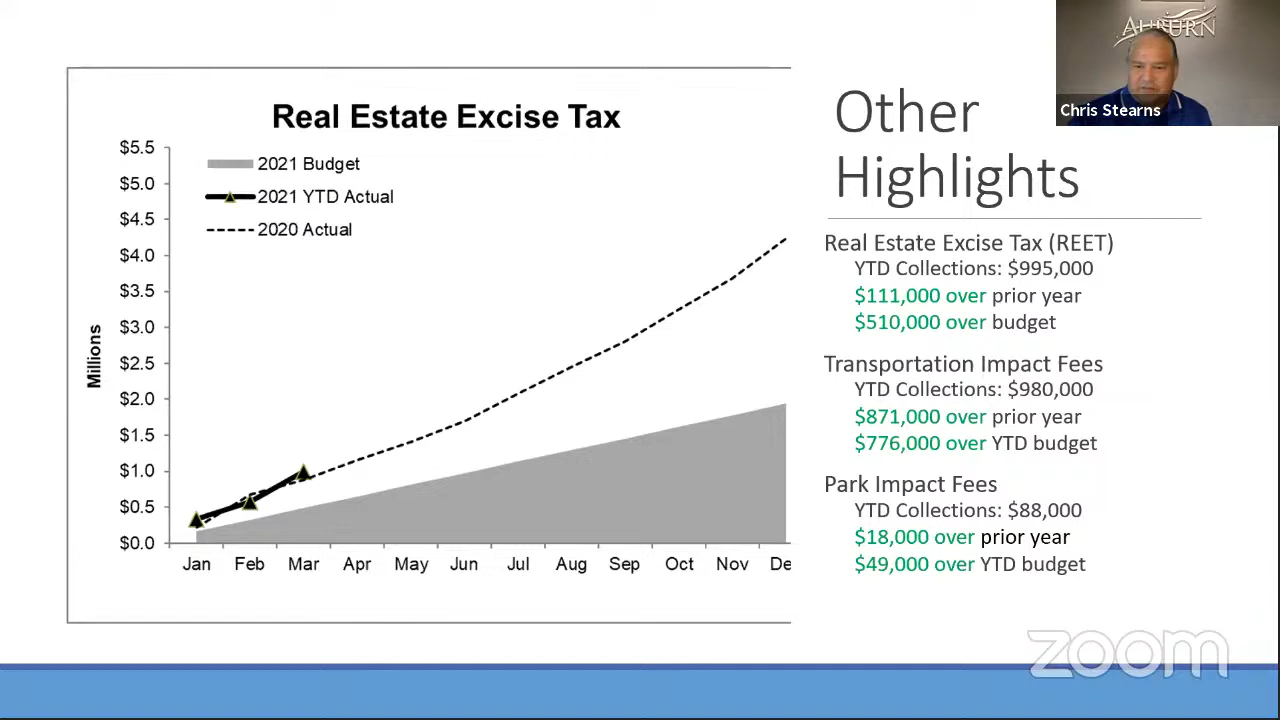 AUBURN
Chris Stearns
Real Estate Excise Tax
$5.5
$5.0
$4.5
$4.0
$3.5
$3.0
$2.5
$2.0
$1.5
$1.0
$0.5
$0.0
Millions
2021 Budget
2021 YTD Actual
2020 Actual
Jan Feb Mar Apr May Jun Jul Aug Sep Oct Nov De
Other
Highlights
Real Estate Excise Tax (REET)
YTD Collections: $995,000
$111,000 over prior year
$510,000 over budget
Transportation Impact Fees
YTD Collections: $980,000
$871,000 over prior year
$776,000 over YTD budget
Park Impact Fees
YTD Collections: $88,000
$18,000 over prior year
$49,000 over YTD budget
zoom